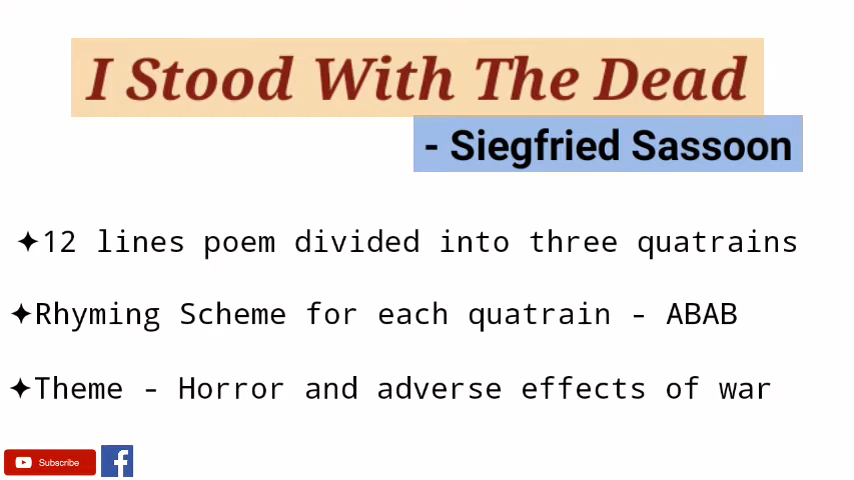 I Stood With The Dead
- Siegfried Sassoon
✦12 lines poem divided into three quatrains
✦Rhyming Scheme for each quatrain - ABAB
✦Theme - Horror and adverse effects of war
Subscribe f